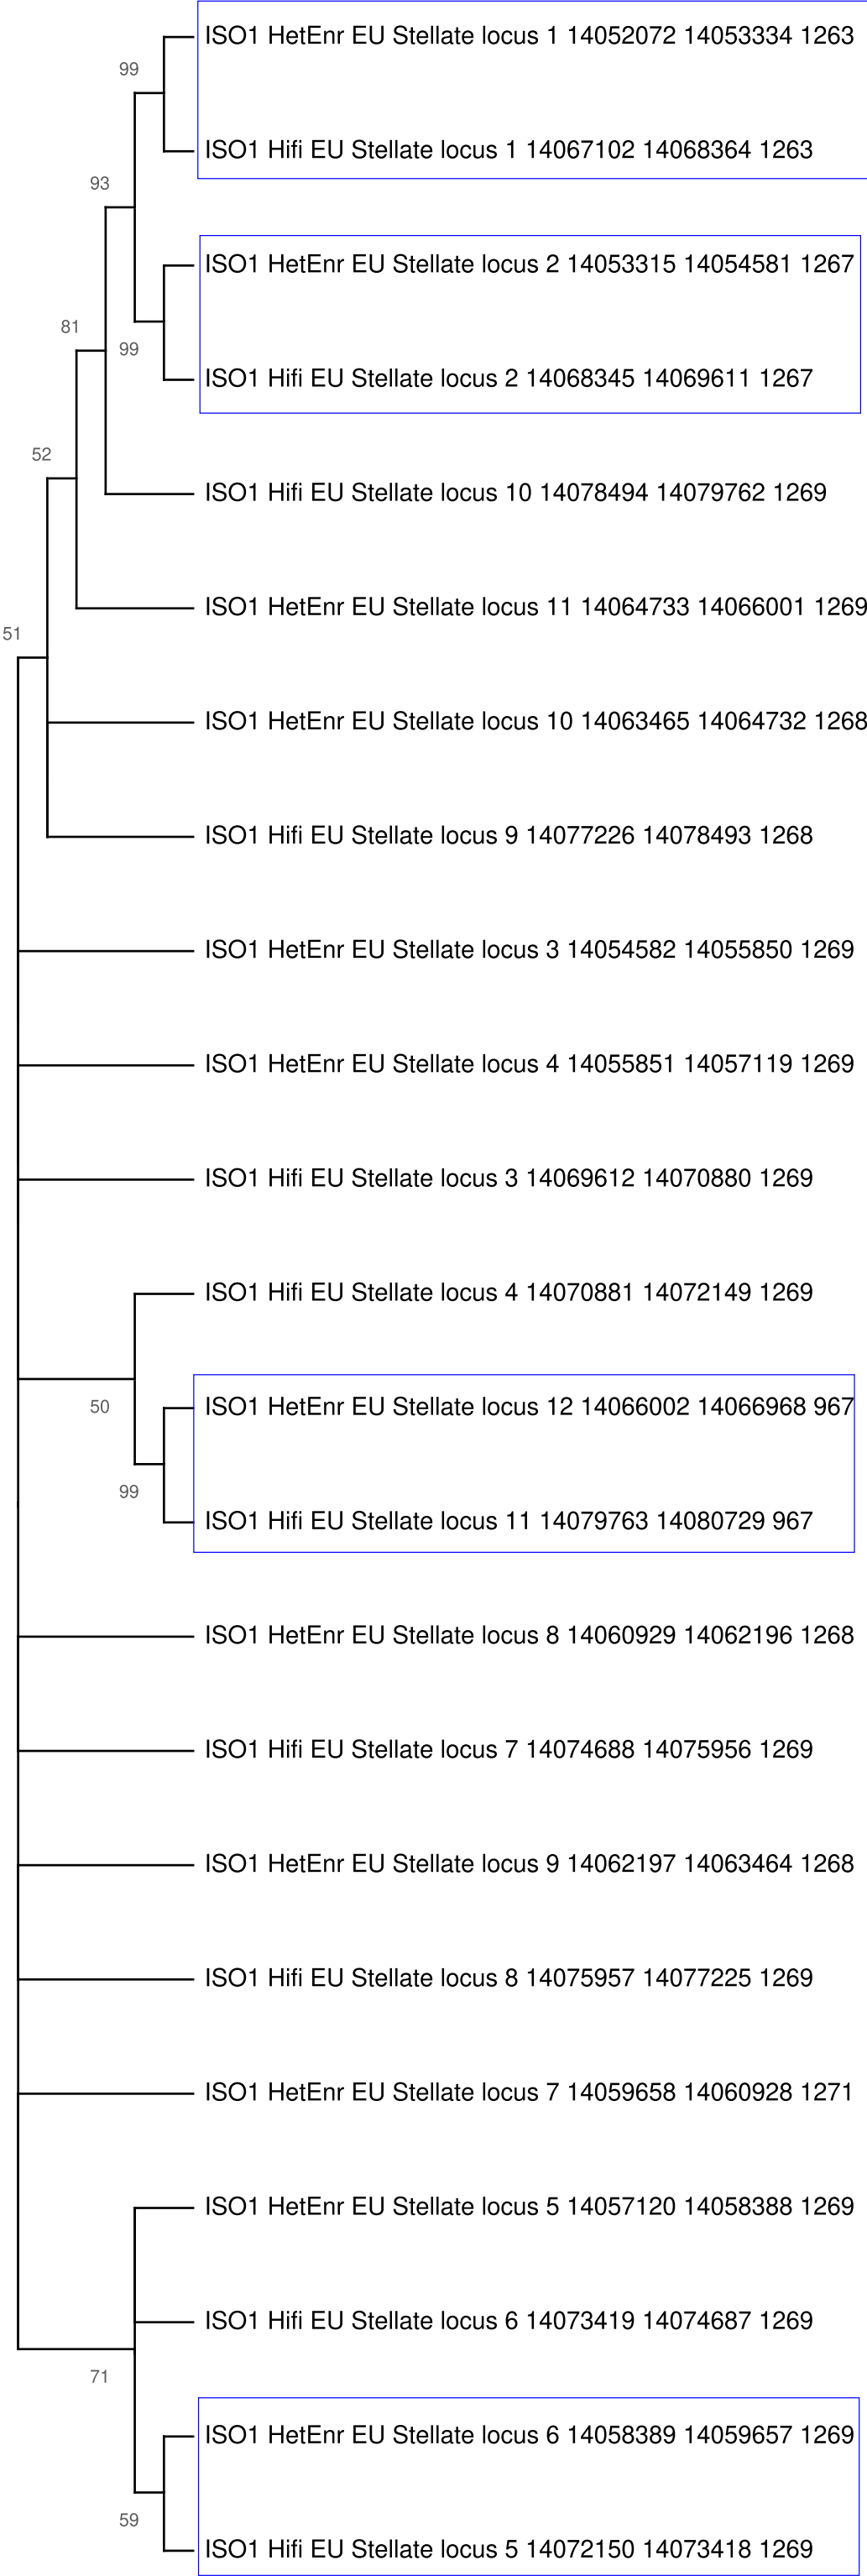 ISO1 HetEnr EU Stellate locus 1 14052072 14053334 1263
99
ISO1 Hifi EU Stellate locus 1 14067102 14068364 1263
93
ISO1 HetEnr EU Stellate locus 2 14053315 14054581 1267
81
99
ISO1 Hifi EU Stellate locus 2 14068345 14069611 1267
52
ISO1 Hifi EU Stellate locus 10 14078494 14079762 1269
ISO1 HetEnr EU Stellate locus 11 14064733 14066001 1269
51
ISO1 HetEnr EU Stellate locus 10 14063465 14064732 1268
ISO1 Hifi EU Stellate locus 9 14077226 14078493 1268
ISO1 HetEnr EU Stellate locus 3 14054582 14055850 1269
ISO1 HetEnr EU Stellate locus 4 14055851 14057119 1269
ISO1 Hifi EU Stellate locus 3 14069612 14070880 1269
ISO1 Hifi EU Stellate locus 4 14070881 14072149 1269
50
ISO1 HetEnr EU Stellate locus 12 14066002 14066968 967
99
ISO1 Hifi EU Stellate locus 11 14079763 14080729 967
ISO1 HetEnr EU Stellate locus 8 14060929 14062196 1268
ISO1 Hifi EU Stellate locus 7 14074688 14075956 1269
ISO1 HetEnr EU Stellate locus 9 14062197 14063464 1268
ISO1 Hifi EU Stellate locus 8 14075957 14077225 1269
ISO1 HetEnr EU Stellate locus 7 14059658 14060928 1271
ISO1 HetEnr EU Stellate locus 5 14057120 14058388 1269
ISO1 Hifi EU Stellate locus 6 14073419 14074687 1269
71
ISO1 HetEnr EU Stellate locus 6 14058389 14059657 1269
59
ISO1 Hifi EU Stellate locus 5 14072150 14073418 1269